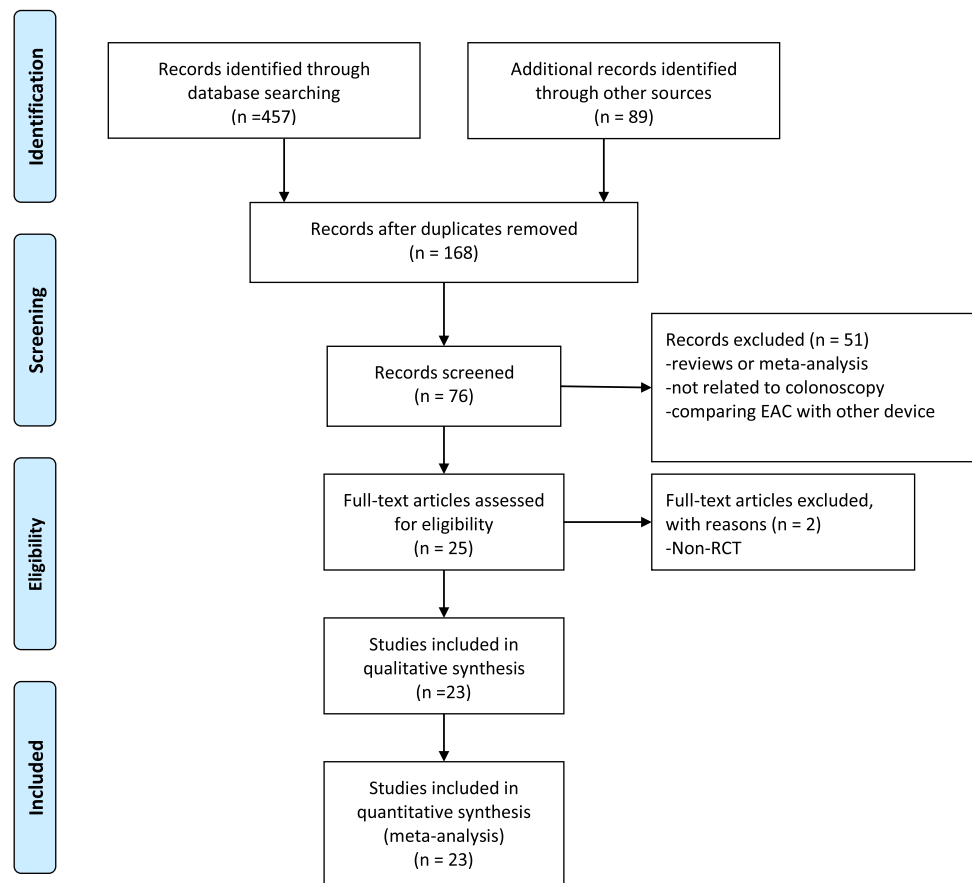 Identification
Records identified through
database searching
(n =457)
Additional records identified
through other sources
(n = 89)
Records after duplicates removed
(n = 168)
Screening
Records screened
(n = 76)
Records excluded (n = 51)
-reviews or meta-analysis
-not related to colonoscopy
-comparing EAC with other device
Eligibility
Full-text articles assessed
for eligibility
(n = 25)
Full-text articles excluded,
with reasons (n = 2)
-Non-RCT
Studies included in
qualitative synthesis
(n =23)
Included
Studies included in
quantitative synthesis
(meta-analysis)
(n = 23)